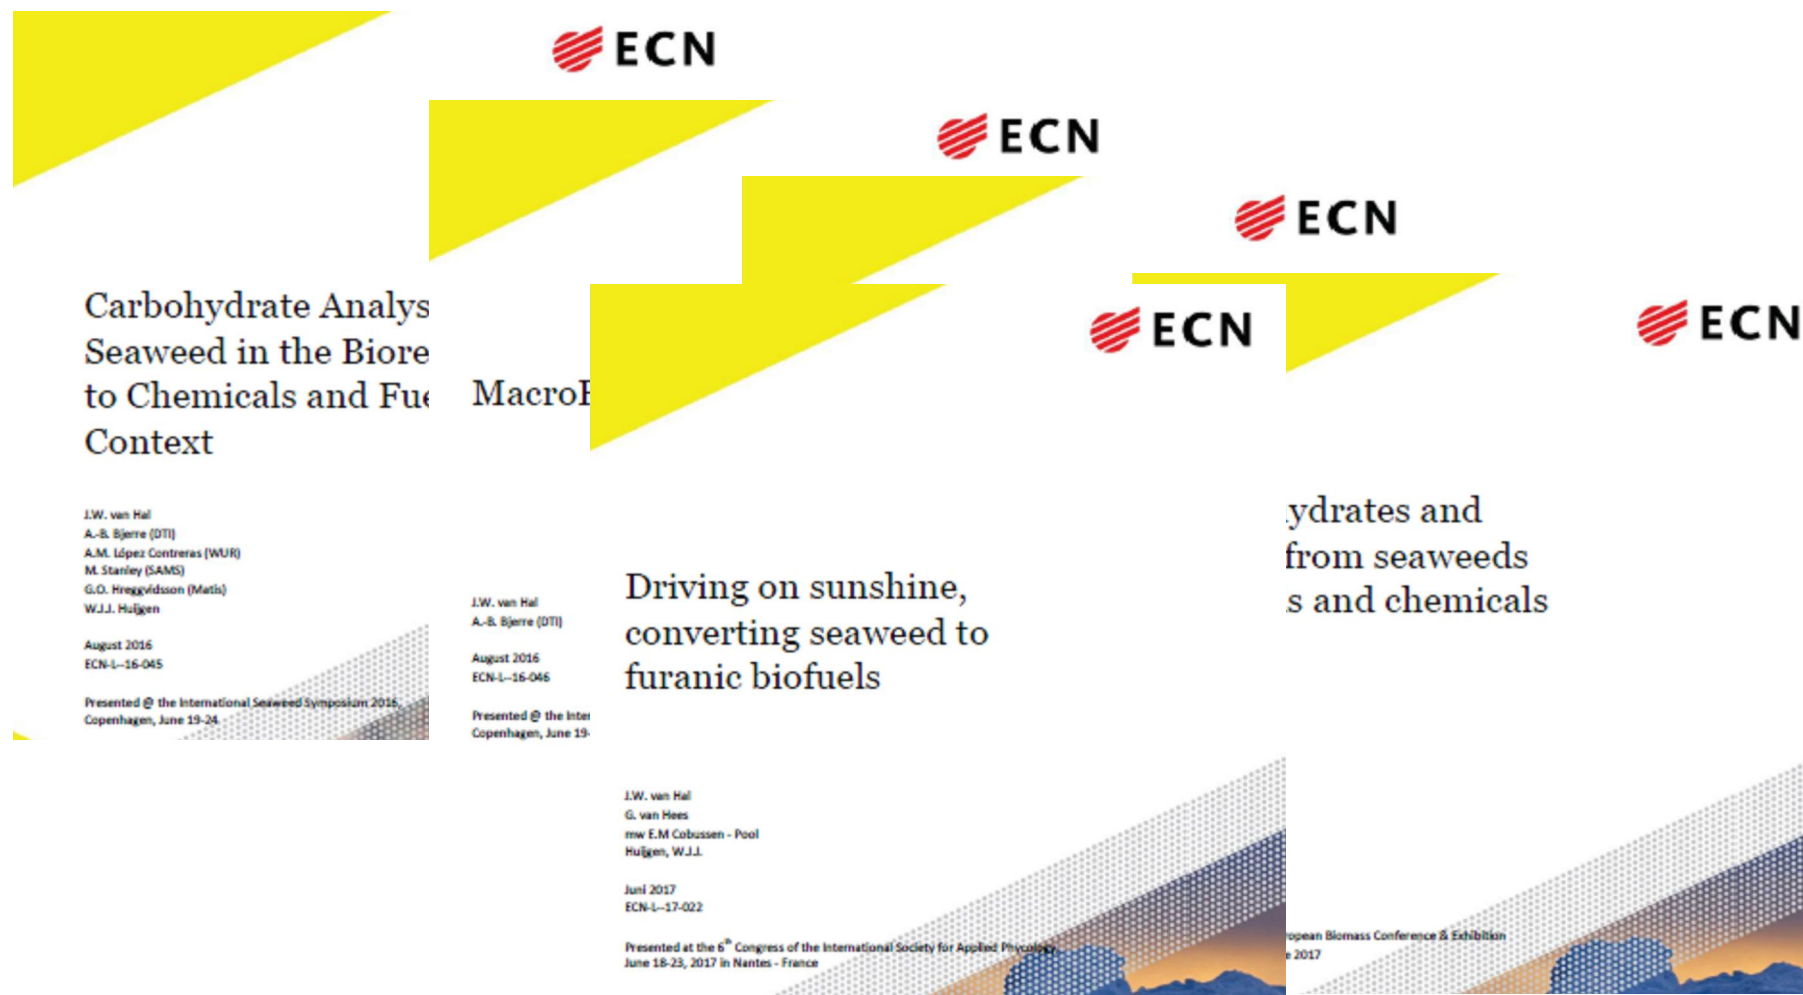 ECN
Carbohydrate Analys
Seaweed in the Biore
to Chemicals and Fue
Context
J.W. van Hal
A.-B. Bjerre (DTI)
A.M. López Contreras (WUR)
M. Stanley (SAMS)
G.O. Hreggvidsson (Matis)
W.J.J. Huijgen
August 2016
ECN-L--16-045
Presented @ the International Seaweed Symposium 2016,
Copenhagen, June 19-24.
ECN
Macro
J.W. van Hal
A.-B. Bjerre (DTI)
August 2016
ECN-L--16-046
Presented @ the Inter
Copenhagen, June 19-
ECN
ECN
Driving on sunshine,
converting seaweed to
furanic biofuels
J.W. van Hal
G. van Hees
mw E.M Cobussen - Pool
Huijgen, W.J.J.
Juni 2017
ECN-L--17-022
Presented at the 6th Congress of the International Society for Applied Phycology,
June 18-23, 2017 in Nantes - France
ECN
ydrates and
from seaweeds
s and chemicals
ropean Biomass Conference & Exhibition
e 2017